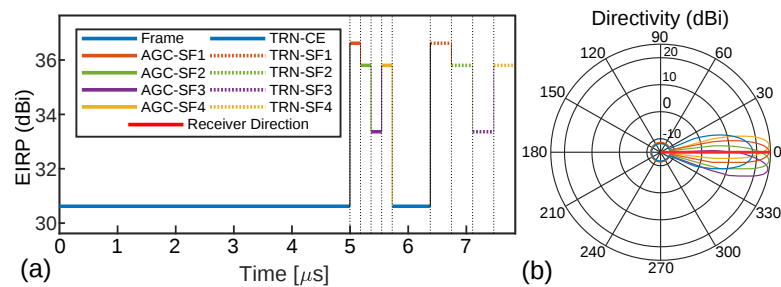 36
33
30
EIRP (dBi)
Frame TRN-CE
AGC-SF1 TRN-SF1
AGC-SF2 TRN-SF2
AGC-SF3 TRN-SF3
AGC-SF4 TRN-SF4
Receiver Direction
0 1 2 3 4 5 6 7
Time [μs]
(a)
Directivity (dBi)
90
120 60
150 30
180 0
210 330
240 300
270
20
10
0
-10
(b)